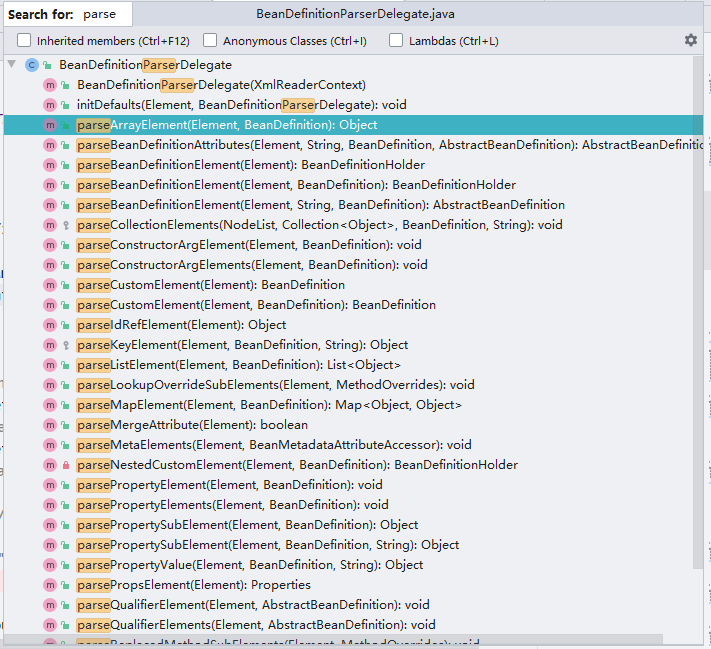 Search for: parse BeanDefinitionParserDelegate.java
Inherited members (Ctrl+F12) Anonymous Classes (Ctrl+I) Lambdas (Ctrl+L)
C BeanDefinitionParserDelegate
m BeanDefinitionParserDelegate(XmlReaderContext)
m initDefaults(Element, BeanDefinitionParserDelegate): void
m parseArrayElement(Element, BeanDefinition): Object
m parseBeanDefinitionAttributes(Element, String, BeanDefinition, AbstractBeanDefinition): AbstractBeanDefinitio
m parseBeanDefinitionElement(Element): BeanDefinitionHolder
m parseBeanDefinitionElement(Element, BeanDefinition): BeanDefinitionHolder
m parseBeanDefinitionElement(Element, String, BeanDefinition): AbstractBeanDefinition
m parseCollectionElements(NodeList, Collection<Object>, BeanDefinition, String): void
m parseConstructorArgElement(Element, BeanDefinition): void
m parseConstructorArgElements(Element, BeanDefinition): void
m parseCustomElement(Element): BeanDefinition
m parseCustomElement(Element, BeanDefinition): BeanDefinition
m parseIdRefElement(Element): Object
m parseKeyElement(Element, BeanDefinition, String): Object
m parseListElement(Element, BeanDefinition): List<Object>
m parseLookupOverrideSubElements(Element, MethodOverrides): void
m parseMapElement(Element, BeanDefinition): Map<Object, Object>
m parseMergeAttribute(Element): boolean
m parseMetaElements(Element, BeanMetadataAttributeAccessor): void
m parseNestedCustomElement(Element, BeanDefinition): BeanDefinitionHolder
m parsePropertyElement(Element, BeanDefinition): void
m parsePropertyElements(Element, BeanDefinition): void
m parsePropertySubElement(Element, BeanDefinition): Object
m parsePropertySubElement(Element, BeanDefinition, String): Object
m parsePropertyValue(Element, BeanDefinition, String): Object
m parsePropsElement(Element): Properties
m parseQualifierElement(Element, AbstractBeanDefinition): void
m parseQualifierElements(Element, AbstractBeanDefinition): void
m parseReplacedMethodSubElements(Element, MethodOverrides): void